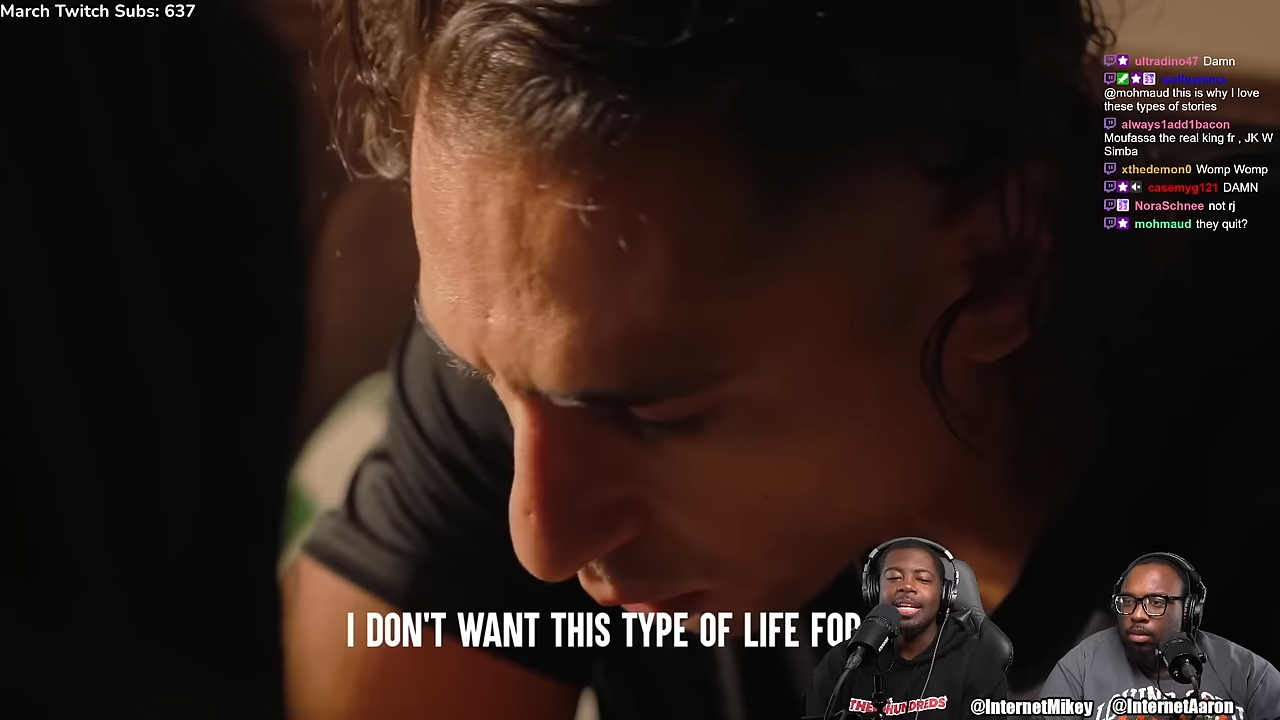 March Twitch Subs: 637
ultradino47 Damn
wolfyanima
@mohmaud this is why I love
these types of stories
always1add1bacon
Moufassa the real king fr , JK W
Simba
xthedemon0 Womp Womp
casemyg121 DAMN
NoraSchnee not rj
mohmaud they quit?
I DON'T WANT THIS TYPE OF LIFE FOR
THE HUNDREDS
@InternetMikey @InternetAaron